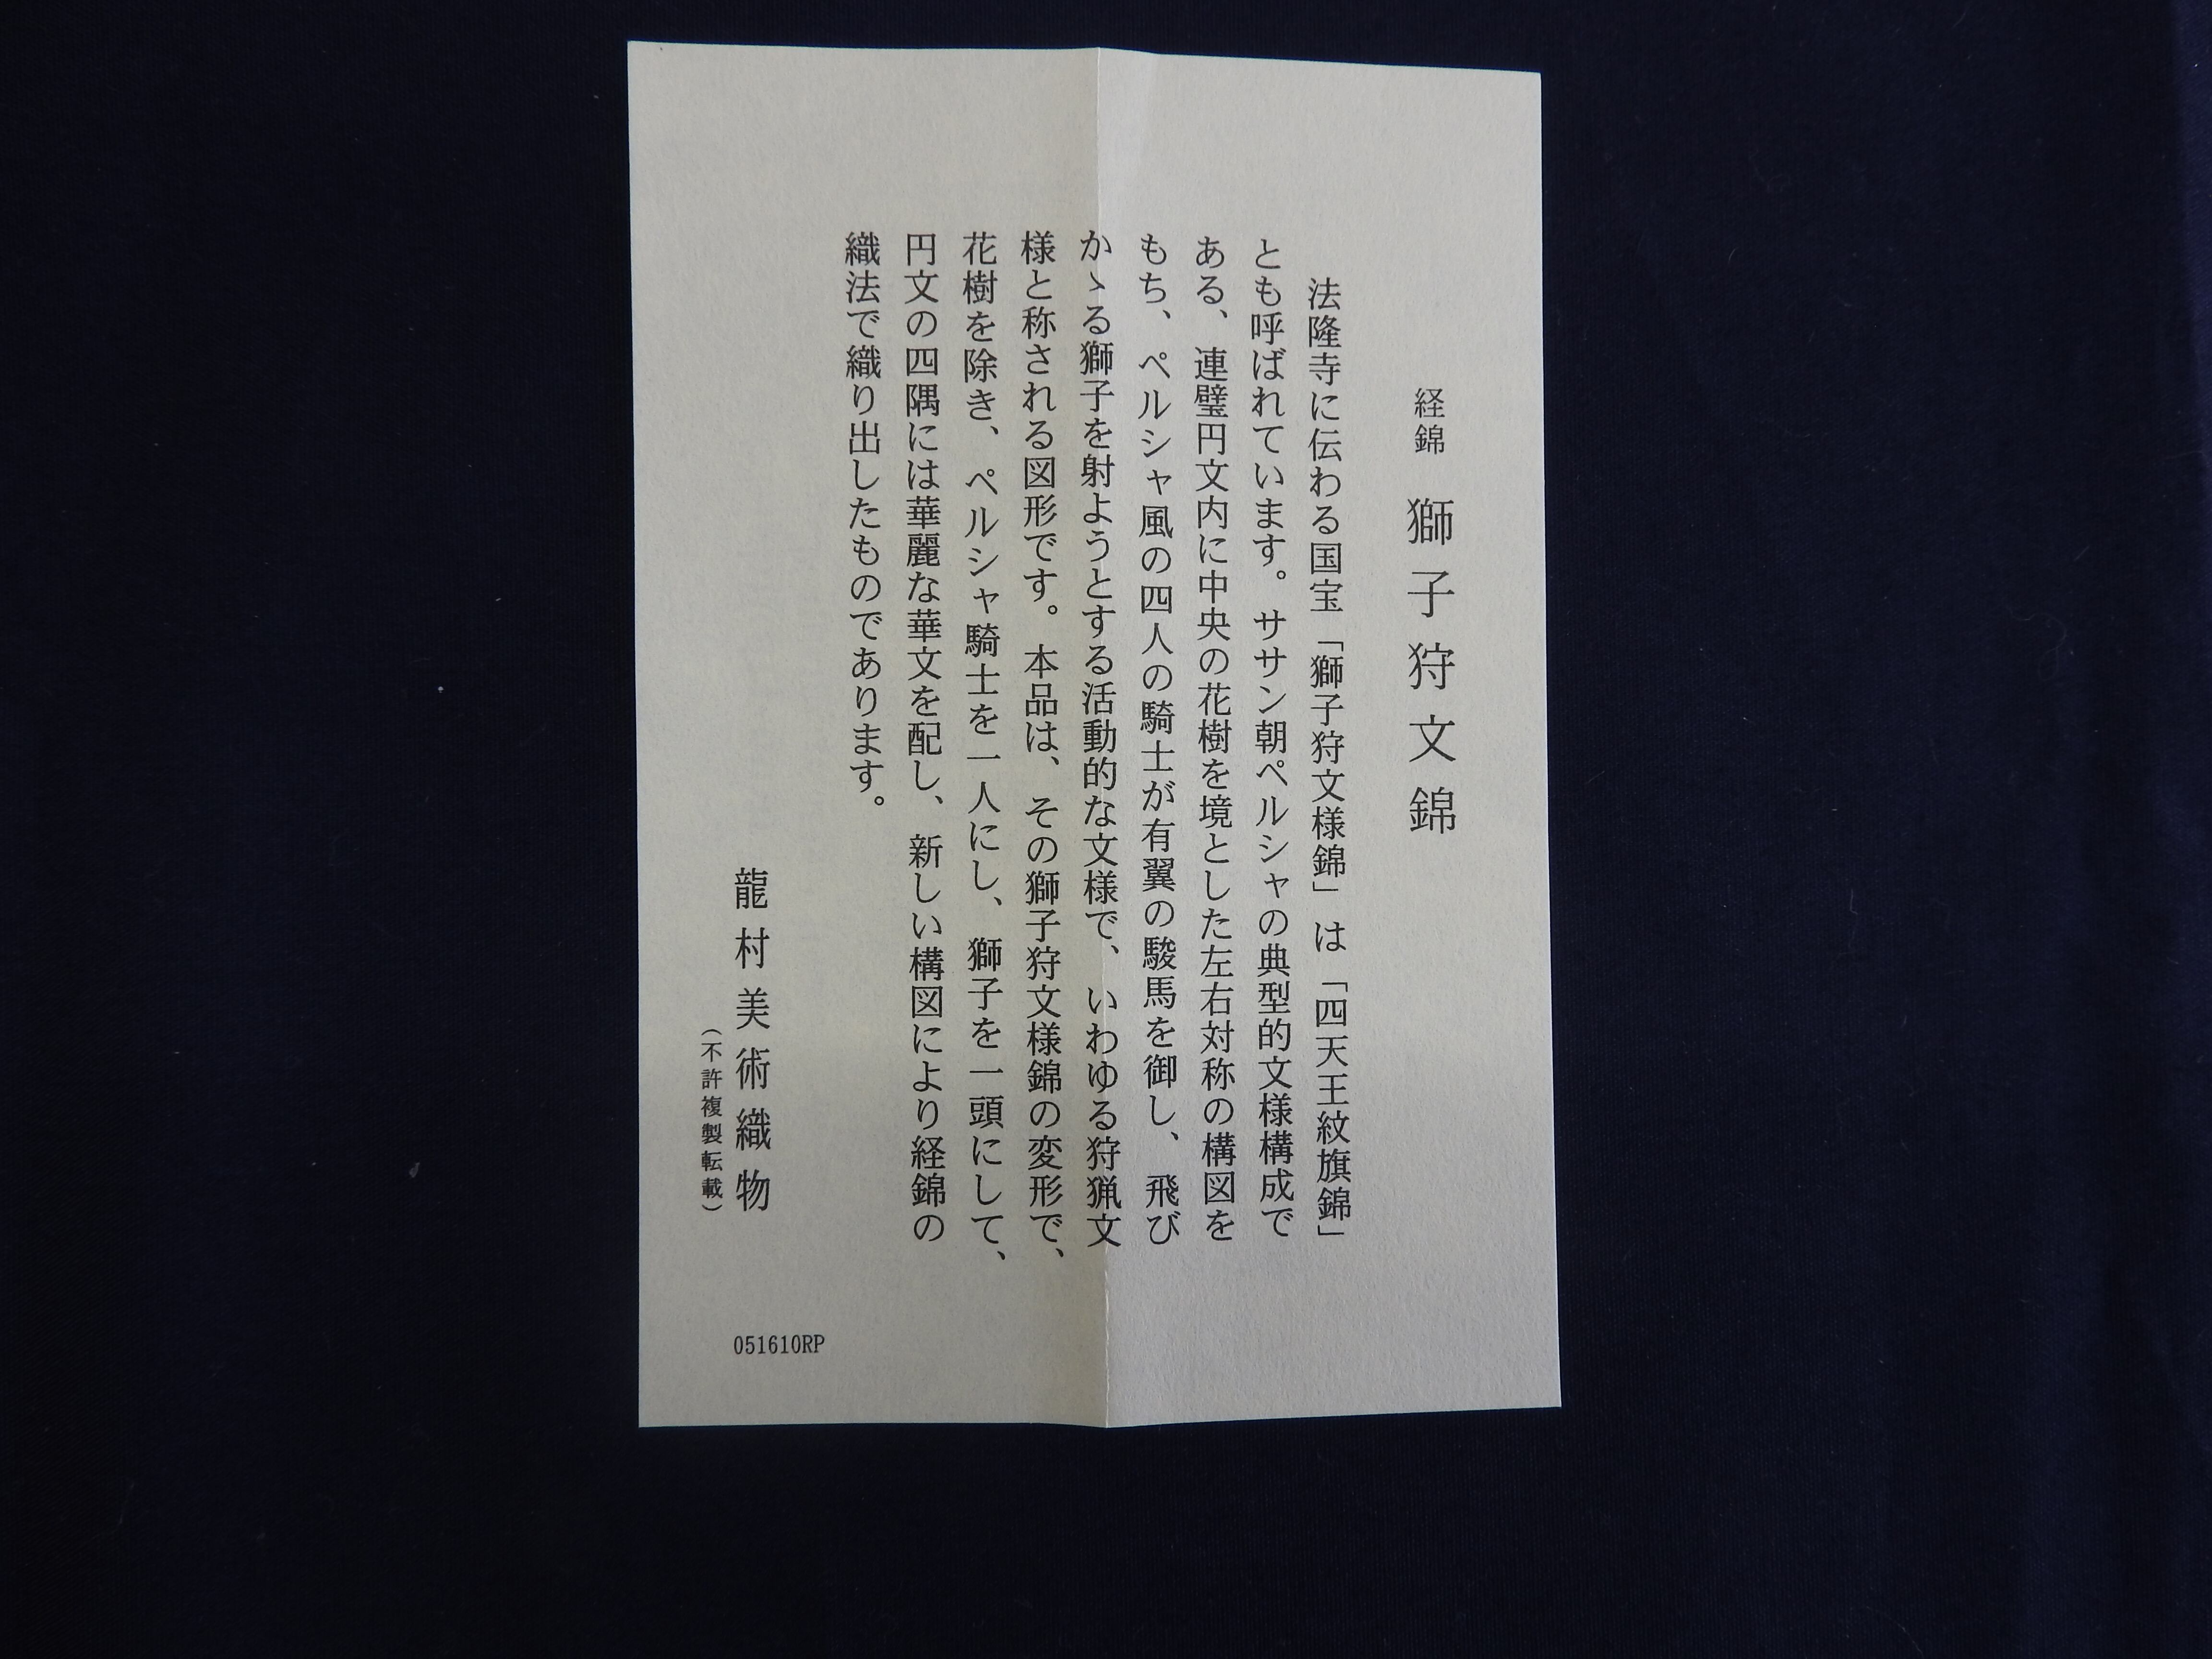 経錦 獅子狩文錦
法隆寺に伝わる国宝「獅子狩文様錦」は「四天王紋旗錦」
とも呼ばれています。ササン朝ペルシャの典型的文様構成で
ある、連璧円文内に中央の花樹を境とした左右対称の構図を
もち、ペルシャ風の四人の騎士が有翼の駿馬を御し、飛び
かゝる獅子を射ようとする活動的な文様で、いわゆる狩猟文
様と称される図形です。本品は、その獅子狩文様錦の変形で、
花樹を除き、ペルシャ騎士を一人にし、獅子を一頭にして、
円文の四隅には華麗な華文を配し、新しい構図により経錦の
織法で織り出したものであります。
龍村美術織物
（不許複製転載）
051610RP